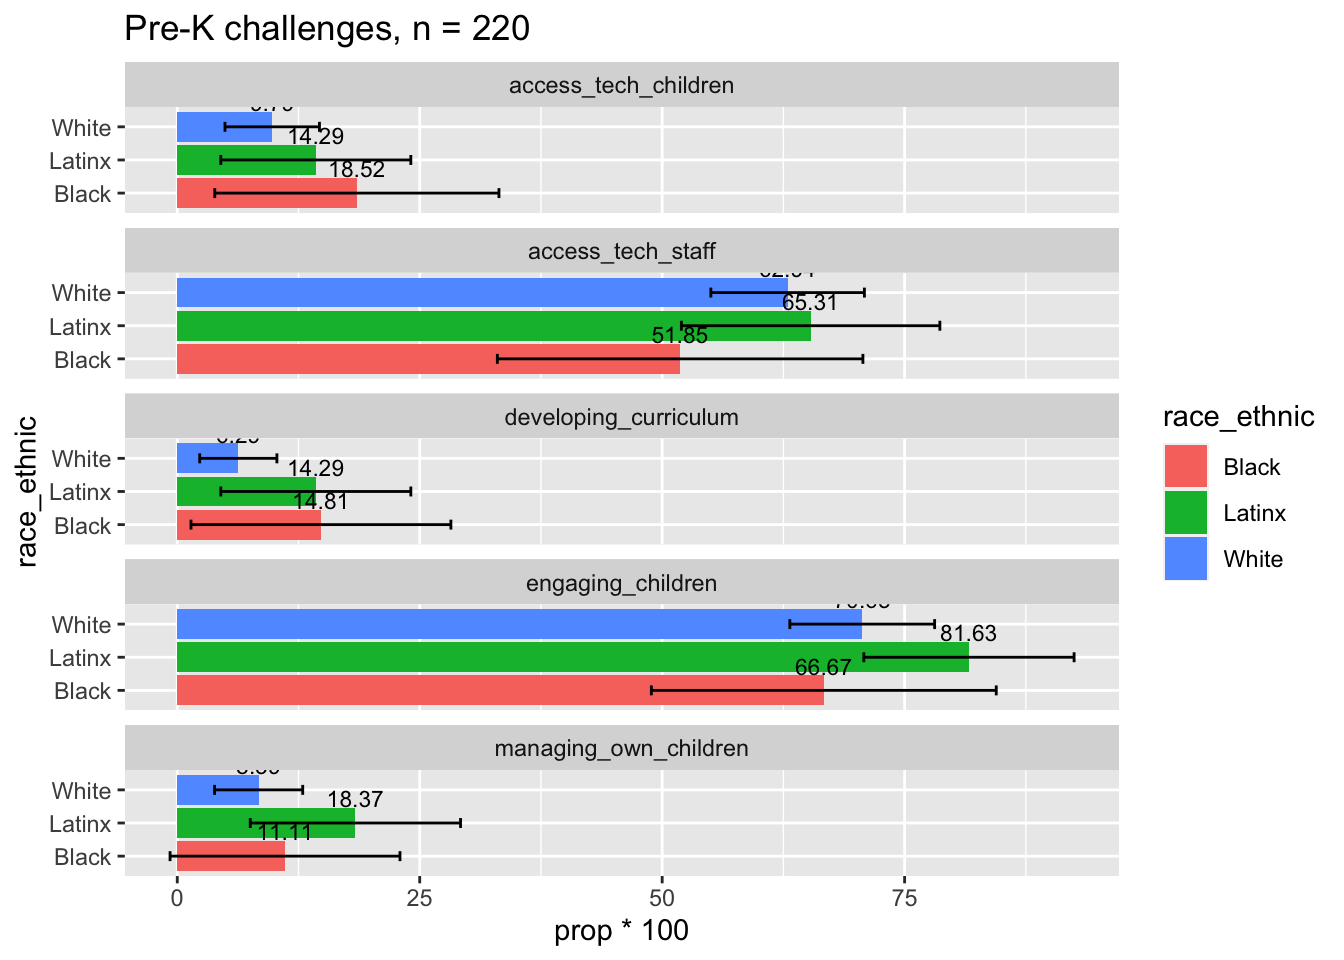 Pre-K challenges, n = 220
access_tech_children
White
14.29
Latinx
18.52
Black
access_tech_staff
White
65.31
Latinx
51.85
Black
developing_curriculum
White
14.29
Latinx
14.81
Black
engaging_children
White
81.63
Latinx
66.67
Black
managing_own_children
White
18.37
Latinx
11.11
Black
0 25 50 75
prop * 100
race_ethnic
race_ethnic
Black
Latinx
White